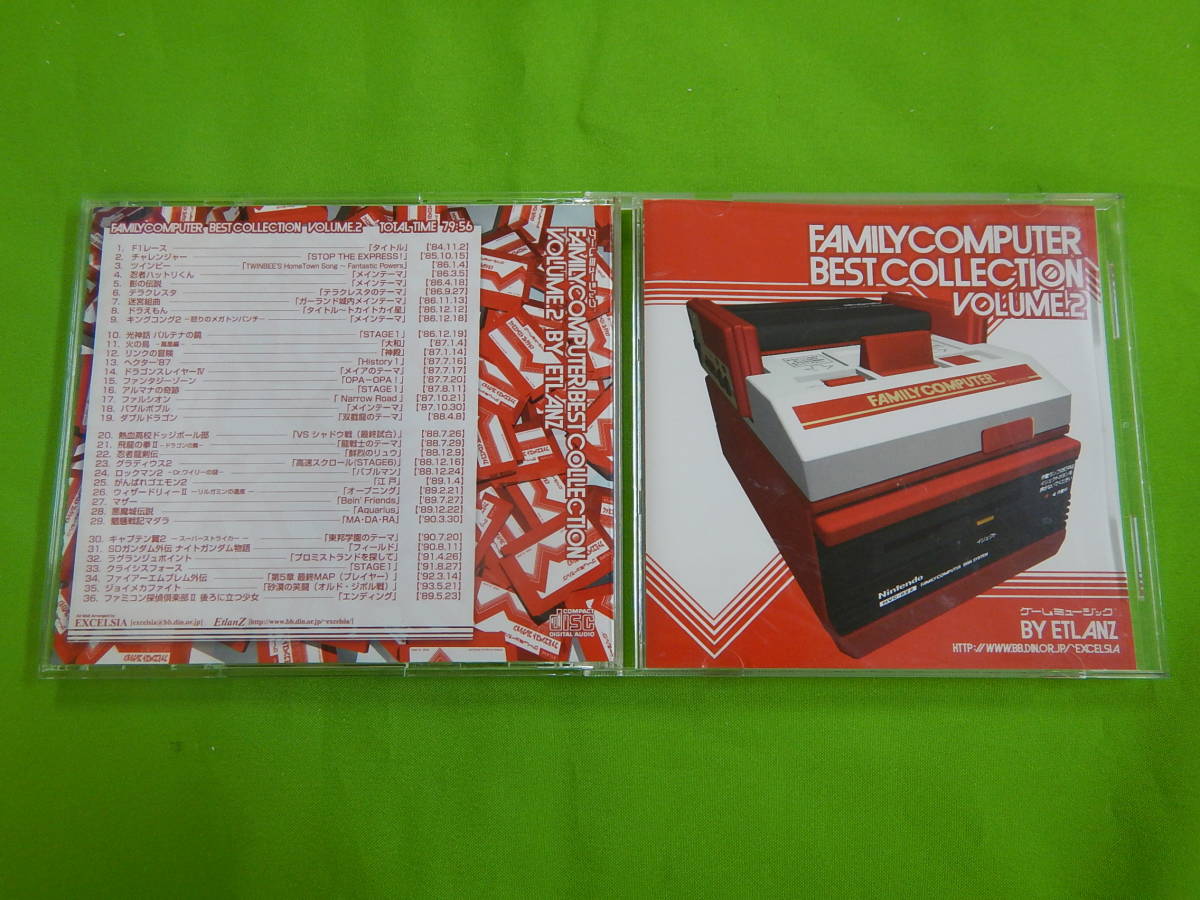 FAMILYCOMPUTER BEST COLLECTION VOLUME.2 TOTAL TIME 79:56
1. F1レース 「タイトル」 ['84.11.2]
2. チャレンジャー 「STOP THE EXPRESS!」 ['85.10.15]
3. ツインビー 「TWINBEE'S HomeTown Song ~ Fantastic Powers」 ['86.1.4]
4. 忍者ハットリくん 「メインテーマ」 ['86.3.5]
5. 影の伝説 「メインテーマ」 ['86.4.18]
6. テラクレスタ 「テラクレスタのテーマ」 ['86.9.27]
7. 迷宮組曲 「ガーランド城内メインテーマ」 ['86.11.13]
8. ドラえもん 「タイトル~トカイトカイ星」 ['86.12.12]
9. キングコング2 -怒りのメガトンパンチ- 「メインテーマ」 ['86.12.18]
10. 光神話 パルテナの鏡 「STAGE1」 ['86.12.19]
11. 火の鳥 -鳳凰編- 「大和」 ['87.1.4]
12. リンクの冒険 「神殿」 ['87.1.14]
13. ヘクター'87 「History1」 ['87.7.16]
14. ドラゴンスレイヤーⅣ 「メイアのテーマ」 ['87.7.17]
15. ファンタジーゾーン 「OPA-OPA!」 ['87.7.20]
16. アルマナの奇跡 「STAGE1」 ['87.8.11]
17. ファルシオン 「Narrow Road」 ['87.10.21]
18. バブルボブル 「メインテーマ」 ['87.10.30]
19. ダブルドラゴン 「双截龍のテーマ」 ['88.4.8]
20. 熱血高校ドッジボール部 「VS シャドウ戦(最終試合)」 ['88.7.26]
21. 飛龍の拳Ⅱ -ドラゴンの翼- 「龍戦士のテーマ」 ['88.7.29]
22. 忍者龍剣伝 「鮮烈のリュウ」 ['88.12.9]
23. グラディウス2 「高速スクロール(STAGE6)」 ['88.12.16]
24. ロックマン2 -Dr.ワイリーの謎- 「バブルマン」 ['88.12.24]
25. がんばれゴエモン2 「江戸」 ['89.1.4]
26. ウィザードリィーⅡ -リルガミンの遺産- 「オープニング」 ['89.2.21]
27. マザー 「Bein' Friends」 ['89.7.27]
28. 悪魔城伝説 「Aquarius」 ['89.12.22]
29. 魍魎戦記マダラ 「MA-DA-RA」 ['90.3.30]
30. キャプテン翼2 -スーパーストライカー- 「東邦学園のテーマ」 ['90.7.20]
31. SDガンダム外伝 ナイトガンダム物語 「フィールド」 ['90.8.11]
32. ラグランジュポイント 「プロミストランドを探して」 ['91.4.26]
33. クライシスフォース 「STAGE1」 ['91.8.27]
34. ファイアーエムブレム外伝 「第5章 最終MAP(プレイヤー)」 ['92.3.14]
35. ジョイメカファイト 「砂漠の笑龍(オルド・ジボル戦)」 ['93.5.21]
36. ファミコン探偵倶楽部Ⅱ 後ろに立つ少女 「エンディング」 ['89.5.23]
EXCELSIA [excelsia@bb.din.or.jp] EtlanZ [http://www.bb.din.or.jp/~excelsia/]
ゲームミュージック
FAMILYCOMPUTER BEST COLLECTION
VOLUME.2 BY ETLANZ
COMPACT
disc
DIGITAL AUDIO
FAMILYCOMPUTER
BEST COLLECTION
VOLUME.2
FAMILY COMPUTER
イジェクト
Nintendo
FAMILY COMPUTER DISK SYSTEM
ゲームミュージック
BY ETLANZ
HTTP://WWW.BB.DIN.OR.JP/~EXCELSIA